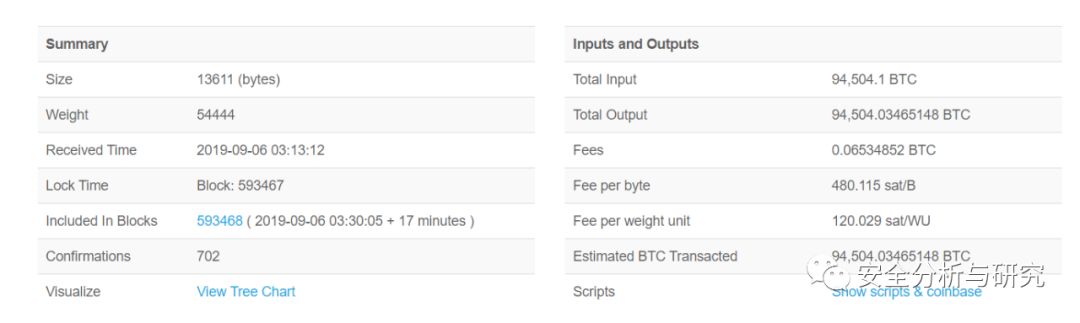 Summary
Size 13611 (bytes)
Weight 54444
Received Time 2019-09-06 03:13:12
Lock Time Block: 593467
Included In Blocks 593468 ( 2019-09-06 03:30:05 + 17 minutes )
Confirmations 702
Visualize View Tree Chart
Inputs and Outputs
Total Input 94,504.1 BTC
Total Output 94,504.03465148 BTC
Fees 0.06534852 BTC
Fee per byte 480.115 sat/B
Fee per weight unit 120.029 sat/WU
Estimated BTC Transacted 94,504.03465148 BTC
Scripts Show scripts & coinbase
安全分析与研究